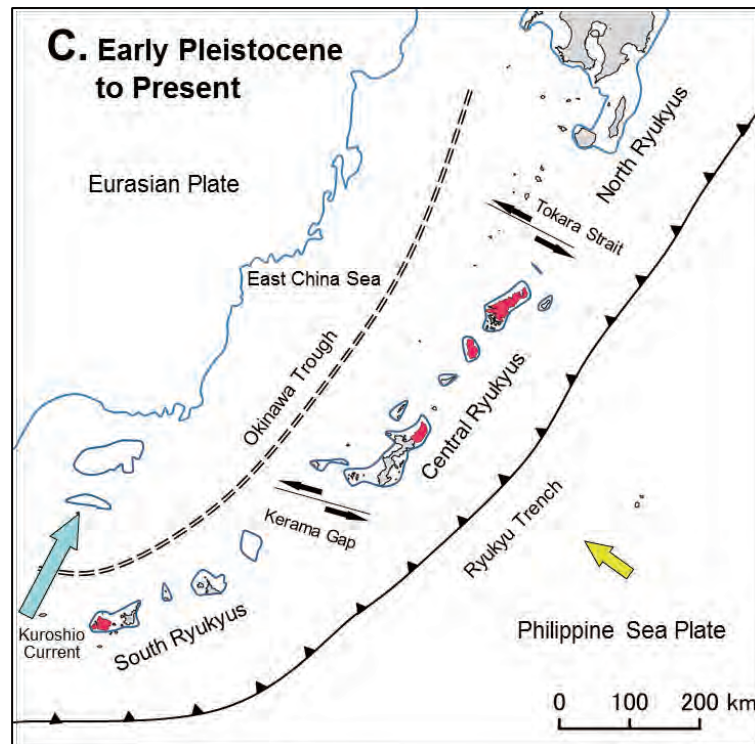 C. Early Pleistocene
to Present
Eurasian Plate
North Ryukyus
Tokara Strait
East China Sea
Okinawa Trough
Central Ryukyus
Kerama Gap
Ryukyu Trench
Kuroshio
Current
South Ryukyus
Philippine Sea Plate
0 100 200 km